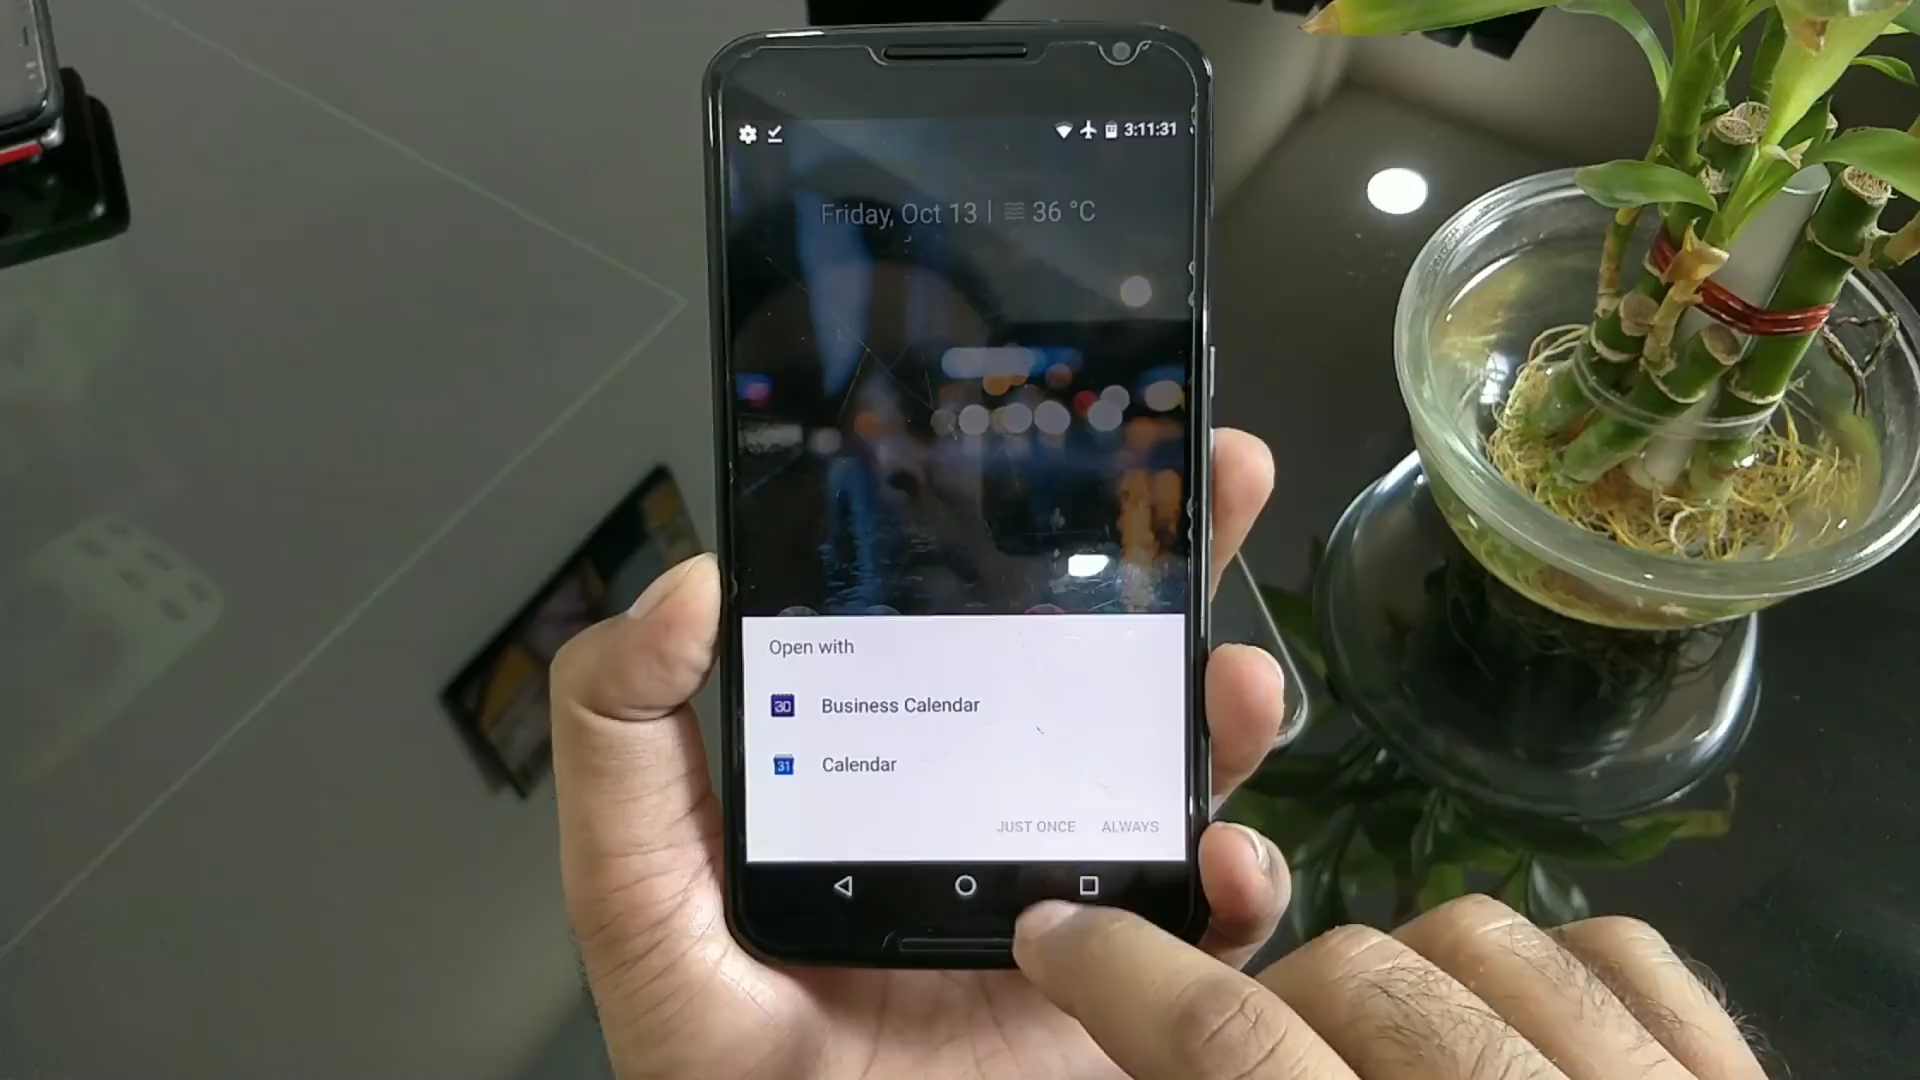 3:11:31
Friday, Oct 13 | 36 °C
Open with
30 Business Calendar
31 Calendar
JUST ONCE ALWAYS